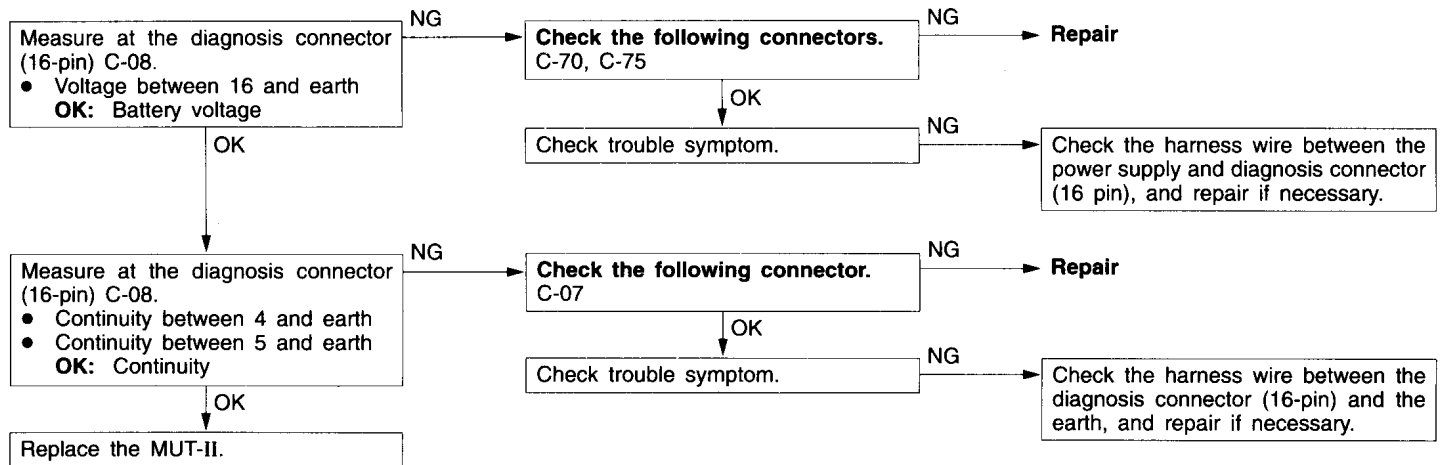 Measure at the diagnosis connector
(16-pin) C-08.
● Voltage between 16 and earth
OK: Battery voltage
NG
Check the following connectors.
C-70, C-75
NG
Repair
OK
Check trouble symptom.
NG
Check the harness wire between the
power supply and diagnosis connector
(16 pin), and repair if necessary.
OK
Measure at the diagnosis connector
(16-pin) C-08.
● Continuity between 4 and earth
● Continuity between 5 and earth
OK: Continuity
NG
Check the following connector.
C-07
NG
Repair
OK
Check trouble symptom.
NG
Check the harness wire between the
diagnosis connector (16-pin) and the
earth, and repair if necessary.
OK
Replace the MUT-II.